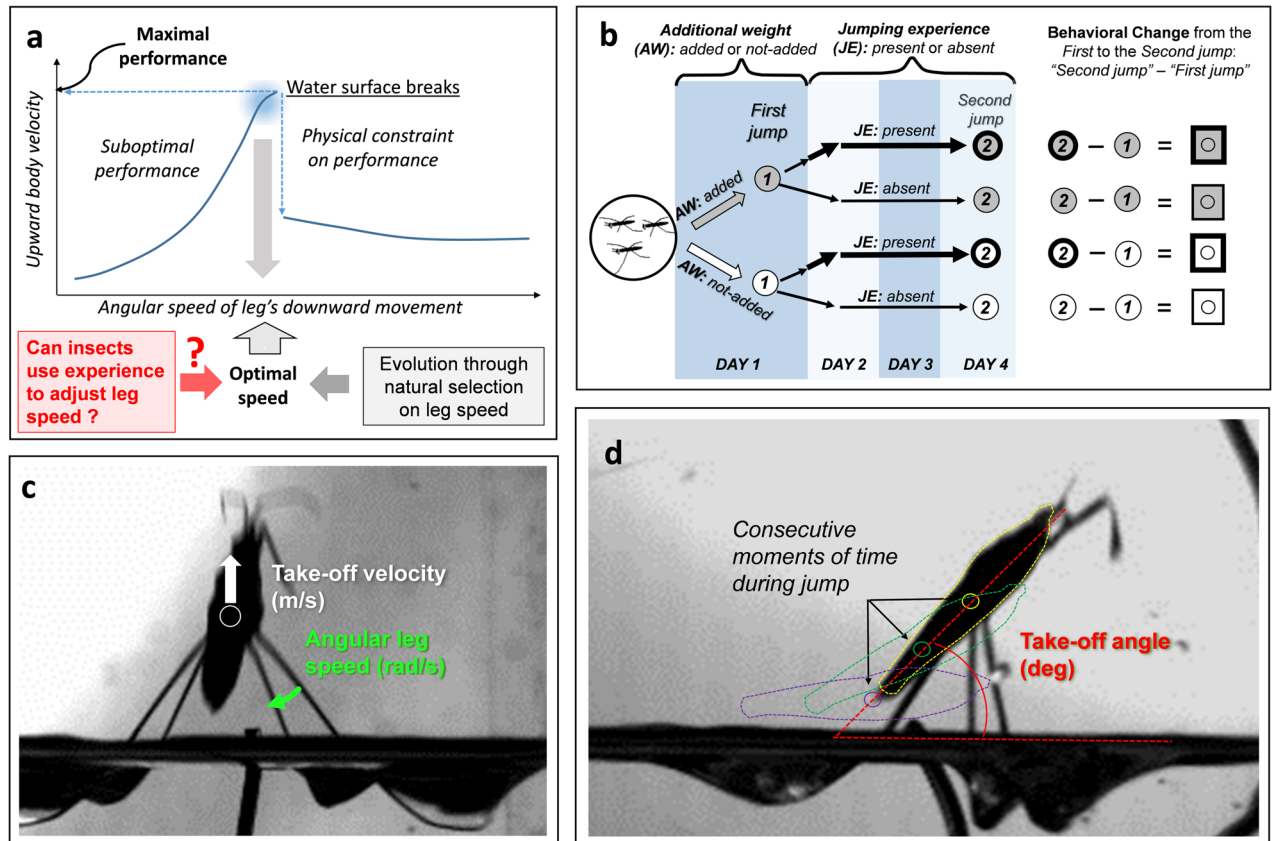 a
Maximal
performance
Water surface breaks
Suboptimal
performance
Physical constraint
on performance
Upward body velocity
Angular speed of leg's downward movement
Can insects
use experience
to adjust leg
speed ?
?
Optimal
speed
Evolution through
natural selection
on leg speed
b
Additional weight
(AW): added or not-added
Jumping experience
(JE): present or absent
Behavioral Change from the
First to the Second jump:
"Second jump" – "First jump"
First
jump
Second
jump
AW: added
AW: not-added
1
JE: present
2
JE: absent
2
1
JE: present
2
JE: absent
2
2 – 1 =
2 – 1 =
2 – 1 =
2 – 1 =
DAY 1
DAY 2
DAY 3
DAY 4
c
Take-off velocity
(m/s)
Angular leg
speed (rad/s)
d
Consecutive
moments of time
during jump
Take-off angle
(deg)